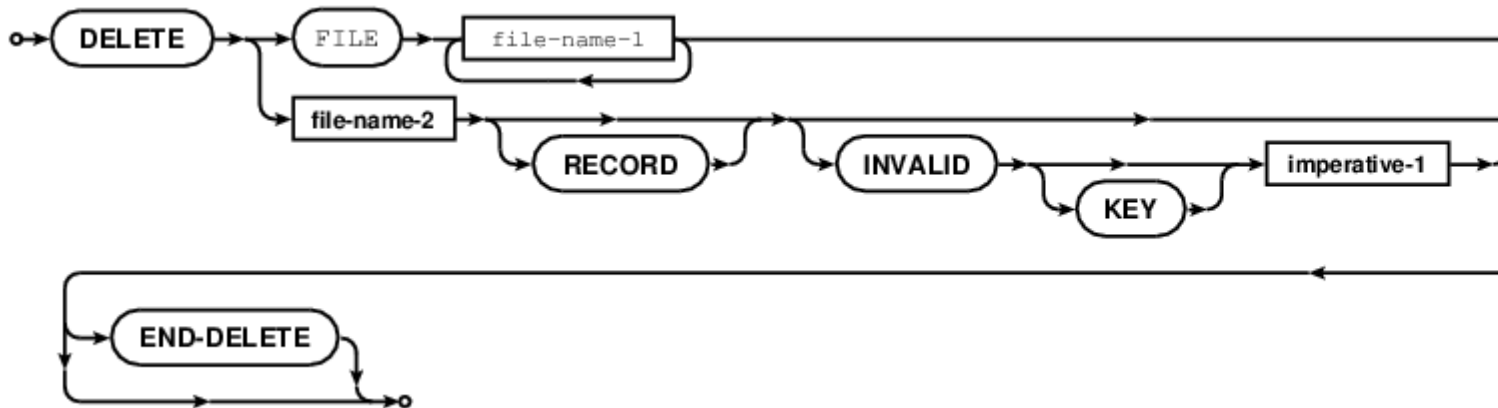 DELETE FILE file-name-1
file-name-2
RECORD INVALID imperative-1
KEY
END-DELETE